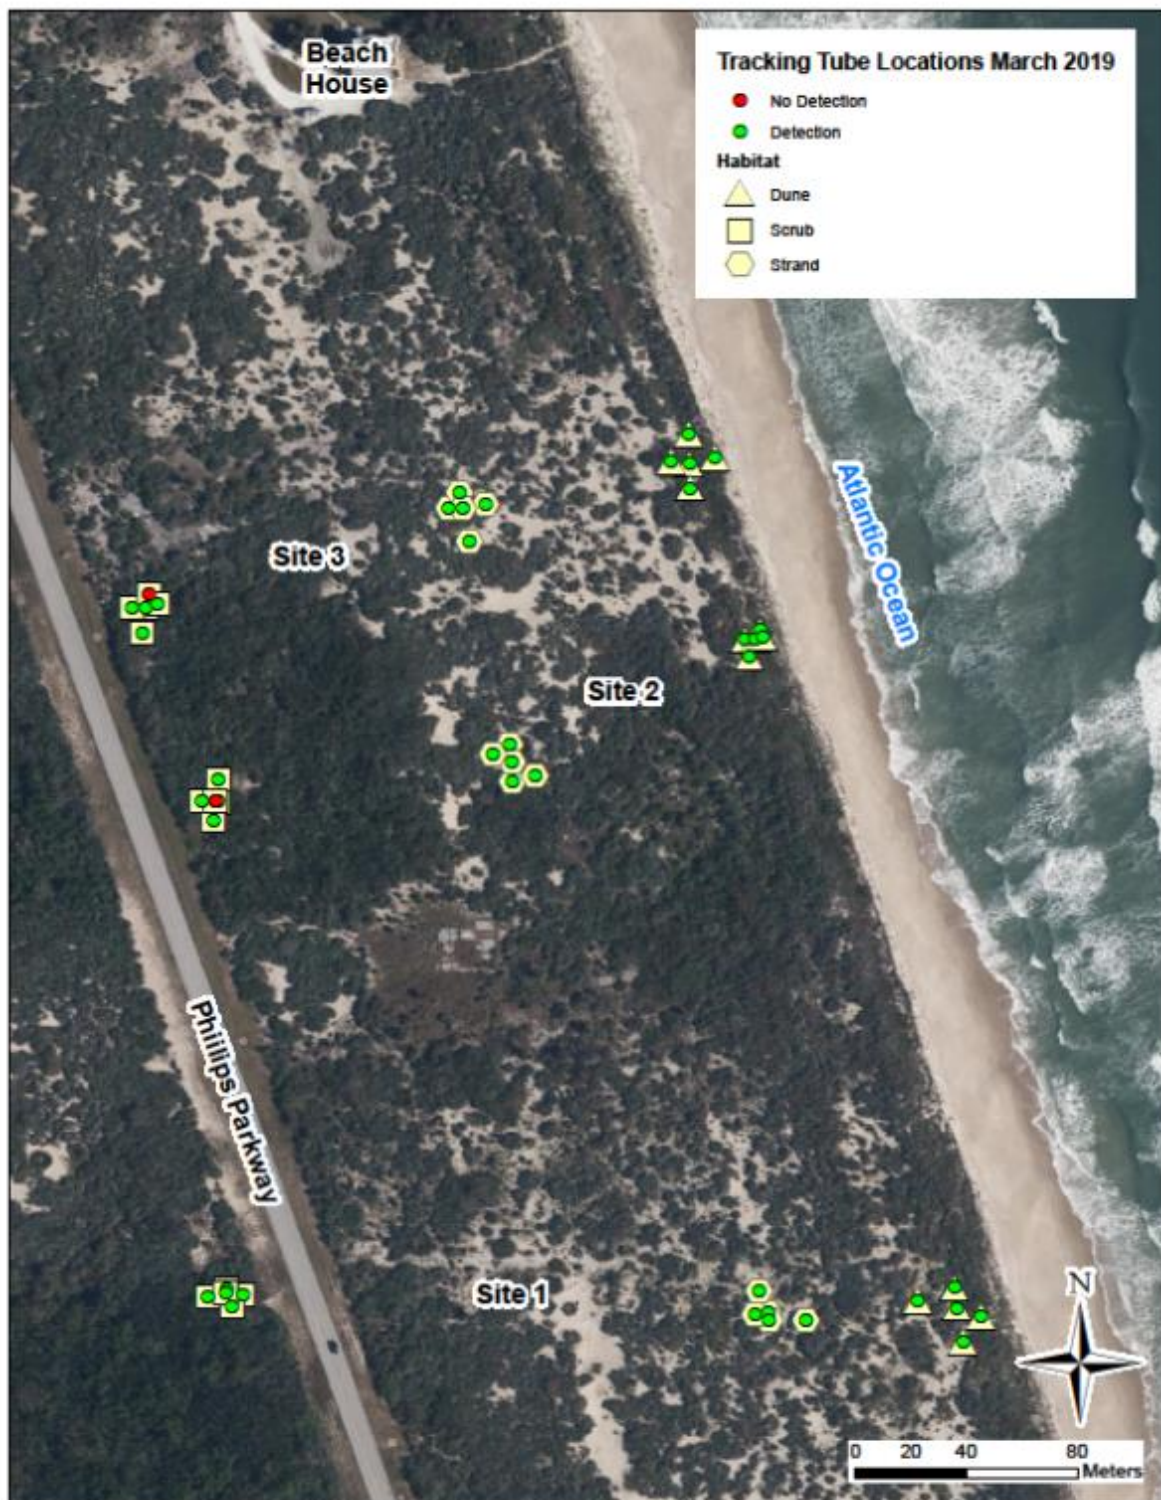 Beach
House
Tracking Tube Locations March 2019
No Detection
Detection
Habitat
Dune
Scrub
Strand
Atlantic Ocean
Site 3
Site 2
Phillips Parkway
Site 1
N
0 20 40 80
Meters